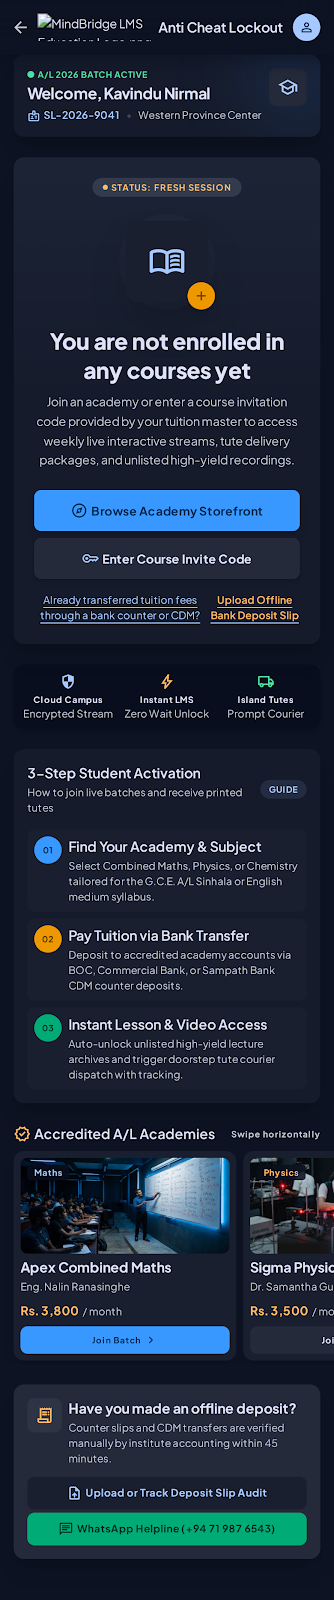 MindBridge LMS
Anti Cheat Lockout
A/L 2026 BATCH ACTIVE
Welcome, Kavindu Nirmal
SL-2026-9041 • Western Province Center
STATUS: FRESH SESSION
You are not enrolled in
any courses yet
Join an academy or enter a course invitation
code provided by your tuition master to access
weekly live interactive streams, tute delivery
packages, and unlisted high-yield recordings.
Browse Academy Storefront
Enter Course Invite Code
Already transferred tuition fees
through a bank counter or CDM?
Upload Offline
Bank Deposit Slip
Cloud Campus
Encrypted Stream
Instant LMS
Zero Wait Unlock
Island Tutes
Prompt Courier
3-Step Student Activation
How to join live batches and receive printed
tutes
GUIDE
01
Find Your Academy & Subject
Select Combined Maths, Physics, or Chemistry
tailored for the G.C.E. A/L Sinhala or English
medium syllabus.
02
Pay Tuition via Bank Transfer
Deposit to accredited academy accounts via
BOC, Commercial Bank, or Sampath Bank
CDM counter deposits.
03
Instant Lesson & Video Access
Auto-unlock unlisted high-yield lecture
archives and trigger doorstep tute courier
dispatch with tracking.
Accredited A/L Academies
Swipe horizontally
Maths
Apex Combined Maths
Eng. Nalin Ranasinghe
Rs. 3,800 / month
Join Batch
Physics
Sigma Physic
Dr. Samantha Gu
Rs. 3,500 / mo
Joi
Have you made an offline deposit?
Counter slips and CDM transfers are verified
manually by institute accounting within 45
minutes.
Upload or Track Deposit Slip Audit
WhatsApp Helpline (+94 71 987 6543)